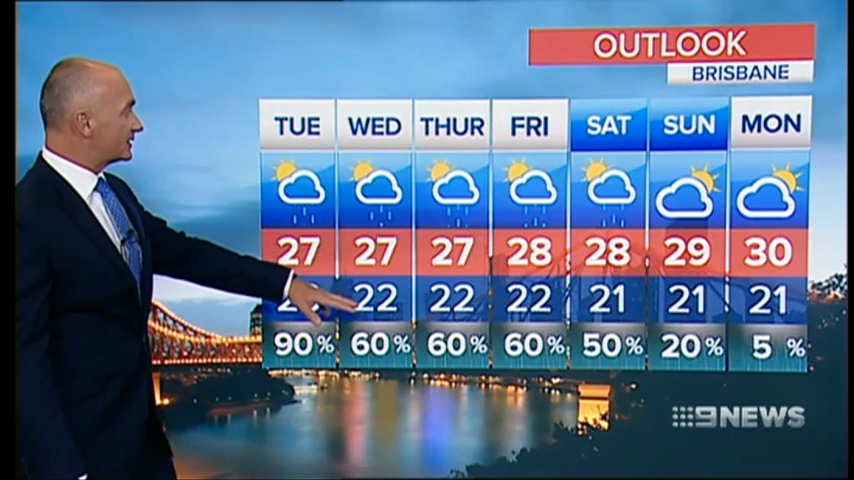 OUTLOOK
BRISBANE
TUE WED THUR FRI SAT SUN MON
27 27 27 28 28 29 30
22 22 22 21 21 21
90% 60% 60% 60% 50% 20% 5 %
9NEWS